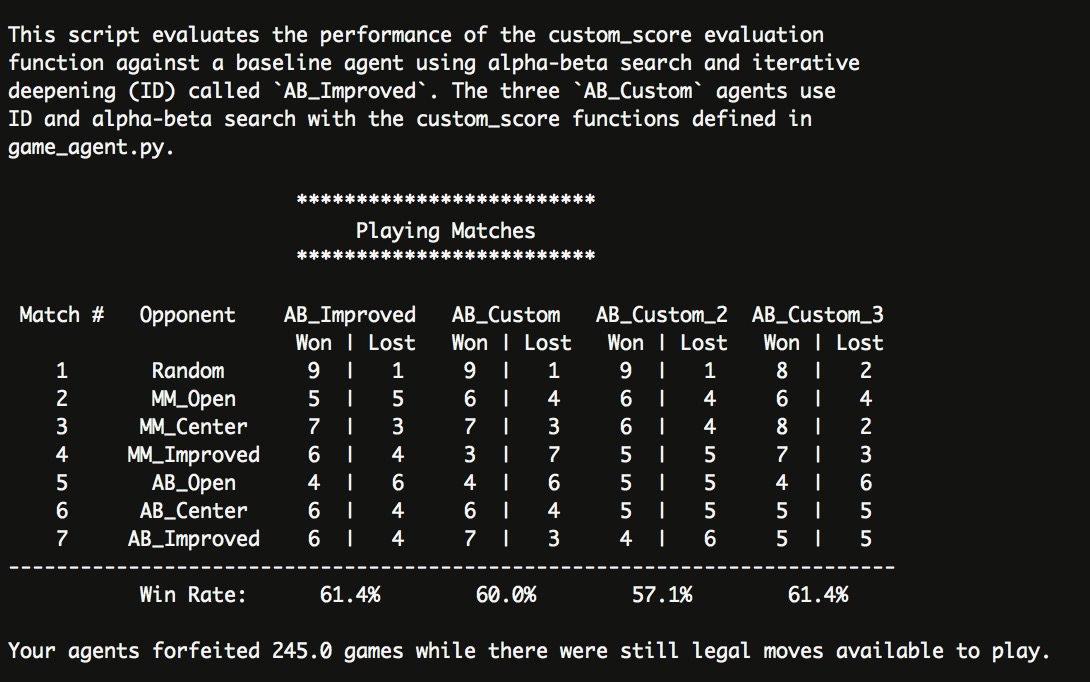 This script evaluates the performance of the custom_score evaluation
function against a baseline agent using alpha-beta search and iterative
deepening (ID) called `AB_Improved`. The three `AB_Custom` agents use
ID and alpha-beta search with the custom_score functions defined in
game_agent.py.
*************************
Playing Matches
*************************
Match # Opponent AB_Improved AB_Custom AB_Custom_2 AB_Custom_3
Won | Lost Won | Lost Won | Lost Won | Lost
1 Random 9 | 1 9 | 1 9 | 1 8 | 2
2 MM_Open 5 | 5 6 | 4 6 | 4 6 | 4
3 MM_Center 7 | 3 7 | 3 6 | 4 8 | 2
4 MM_Improved 6 | 4 3 | 7 5 | 5 7 | 3
5 AB_Open 4 | 6 4 | 6 5 | 5 4 | 6
6 AB_Center 6 | 4 6 | 4 5 | 5 5 | 5
7 AB_Improved 6 | 4 7 | 3 4 | 6 5 | 5
--------------------------------------------------------------------------
Win Rate: 61.4% 60.0% 57.1% 61.4%
Your agents forfeited 245.0 games while there were still legal moves available to play.